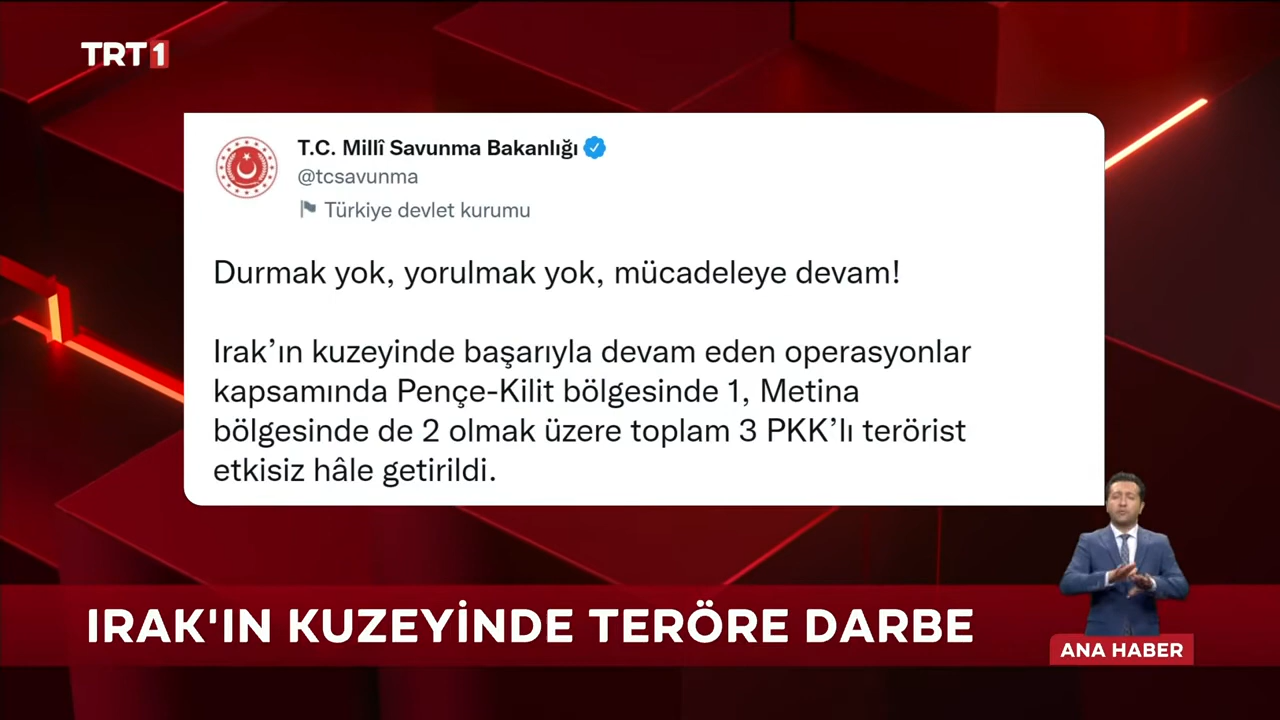 TRT 1
T.C. Millî Savunma Bakanlığı
@tcsavunma
Türkiye devlet kurumu
Durmak yok, yorulmak yok, mücadeleye devam!
Irak’ın kuzeyinde başarıyla devam eden operasyonlar
kapsamında Pençe-Kilit bölgesinde 1, Metina
bölgesinde de 2 olmak üzere toplam 3 PKK’lı terörist
etkisiz hâle getirildi.
IRAK'IN KUZEYİNDE TERÖRE DARBE
ANA HABER